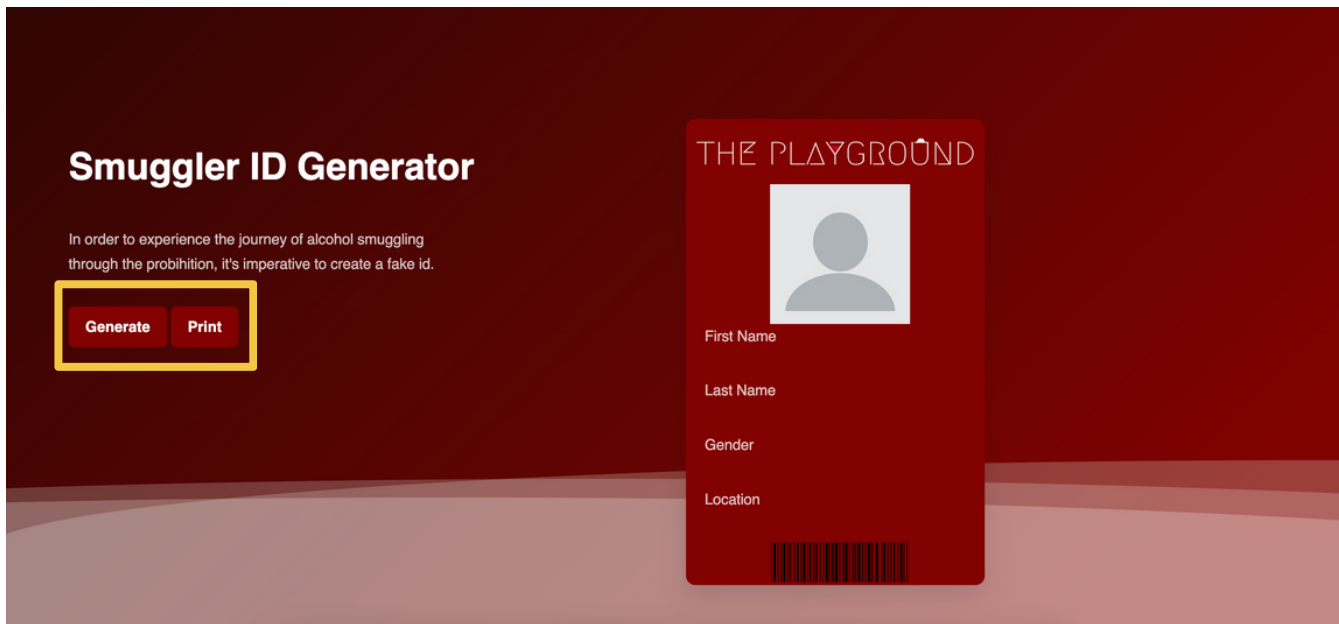 Smuggler ID Generator
In order to experience the journey of alcohol smuggling
through the probihition, it's imperative to create a fake id.
Generate Print
THE PLAYGROUND
First Name
Last Name
Gender
Location